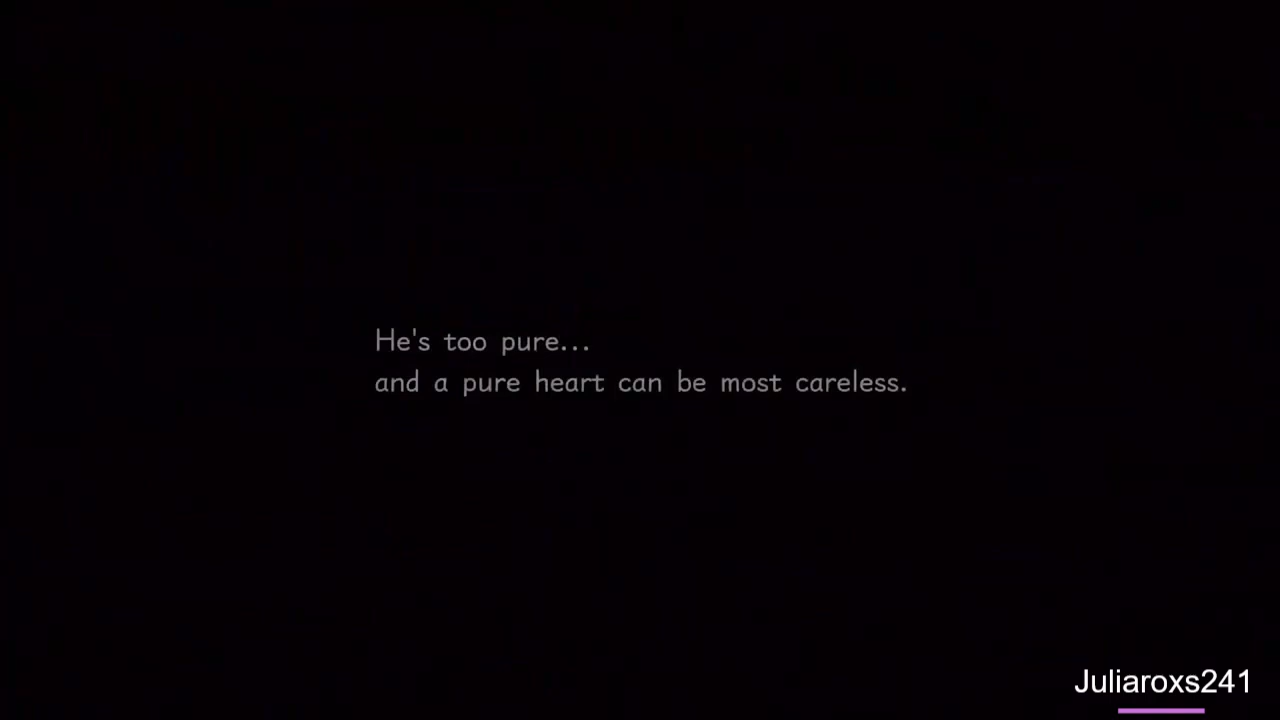 He's too pure...
and a pure heart can be most careless.
Juliaroxs241